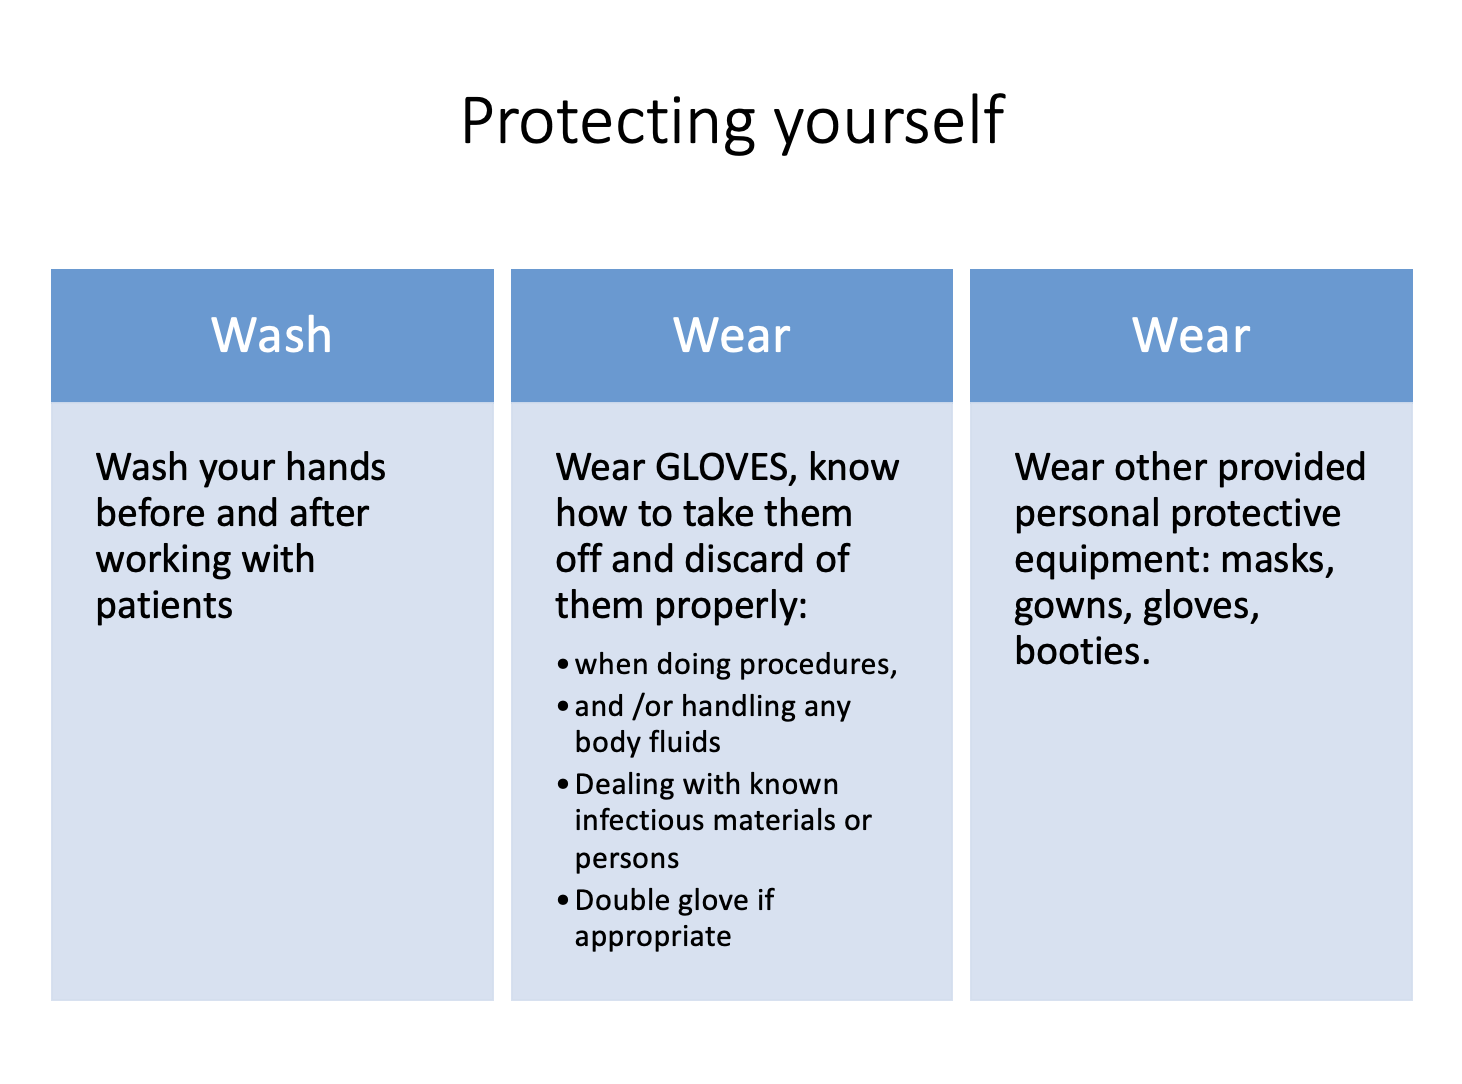 Protecting yourself
Wash
Wash your hands
before and after
working with
patients
Wear
Wear GLOVES, know
how to take them
off and discard of
them properly:
•when doing procedures,
•and /or handling any
body fluids
•Dealing with known
infectious materials or
persons
•Double glove if
appropriate
Wear
Wear other provided
personal protective
equipment: masks,
gowns, gloves,
booties.